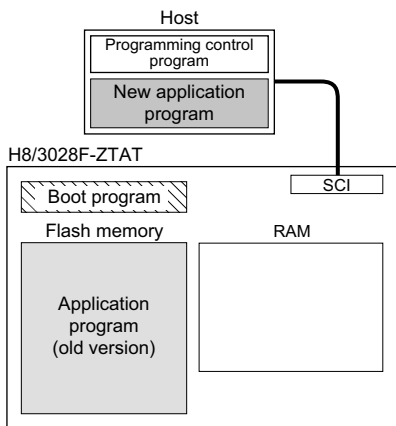 Host
Programming control
program
New application
program
H8/3028F-ZTAT
SCI
Boot program
Flash memory
RAM
Application
program
(old version)